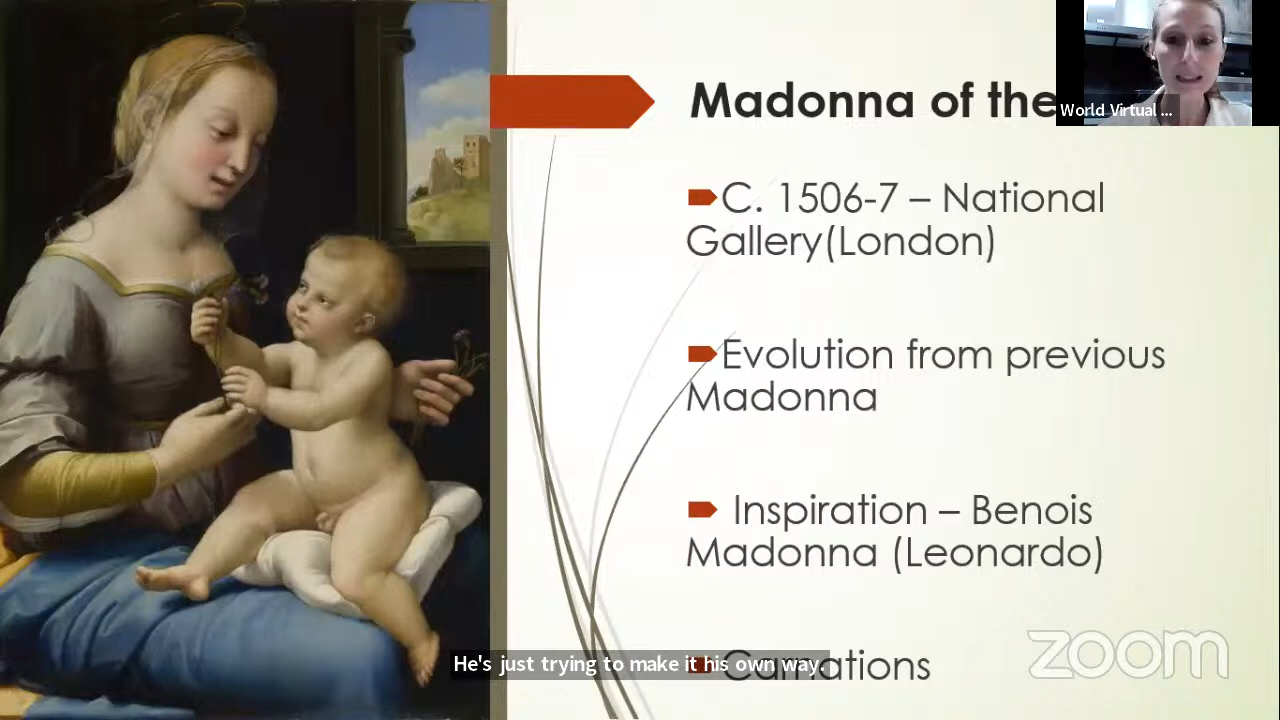 Madonna of the
World Virtual ...
C. 1506-7 – National
Gallery(London)
Evolution from previous
Madonna
Inspiration – Benois
Madonna (Leonardo)
Carnations
He's just trying to make it his own way.
zoom